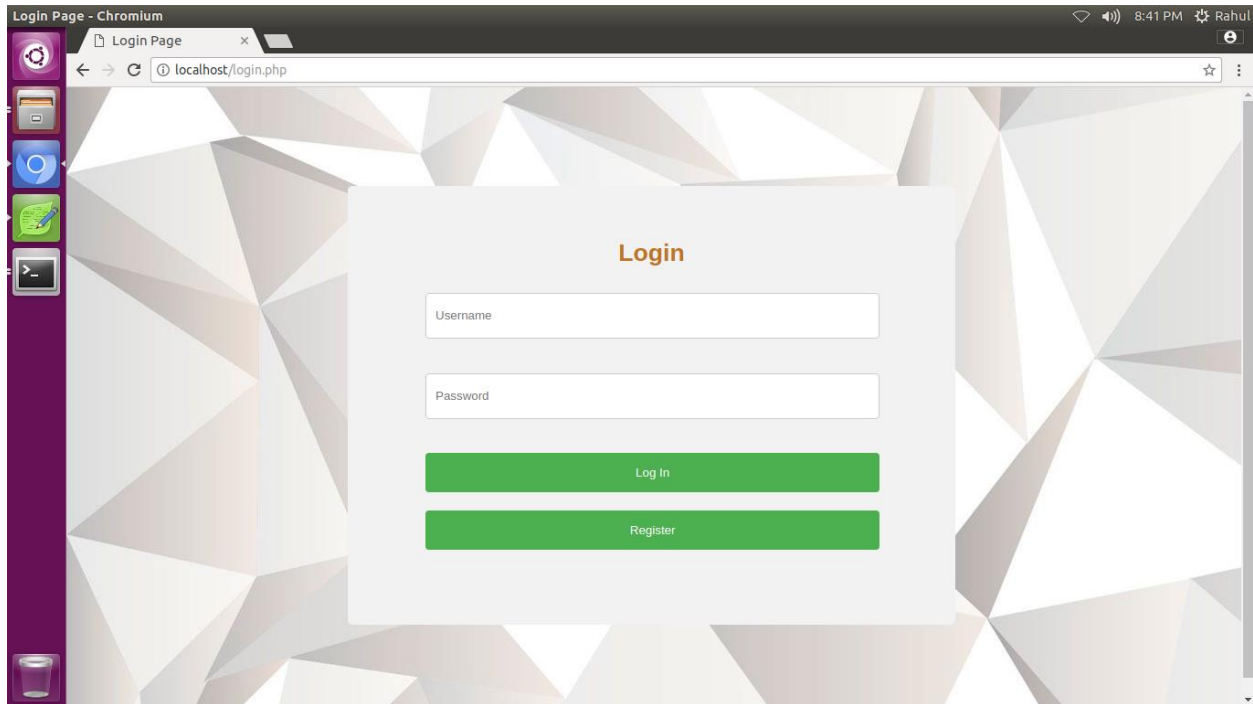 Login Page - Chromium
8:41 PM Rahul
Login Page
localhost/login.php
Login
Username
Password
Log In
Register